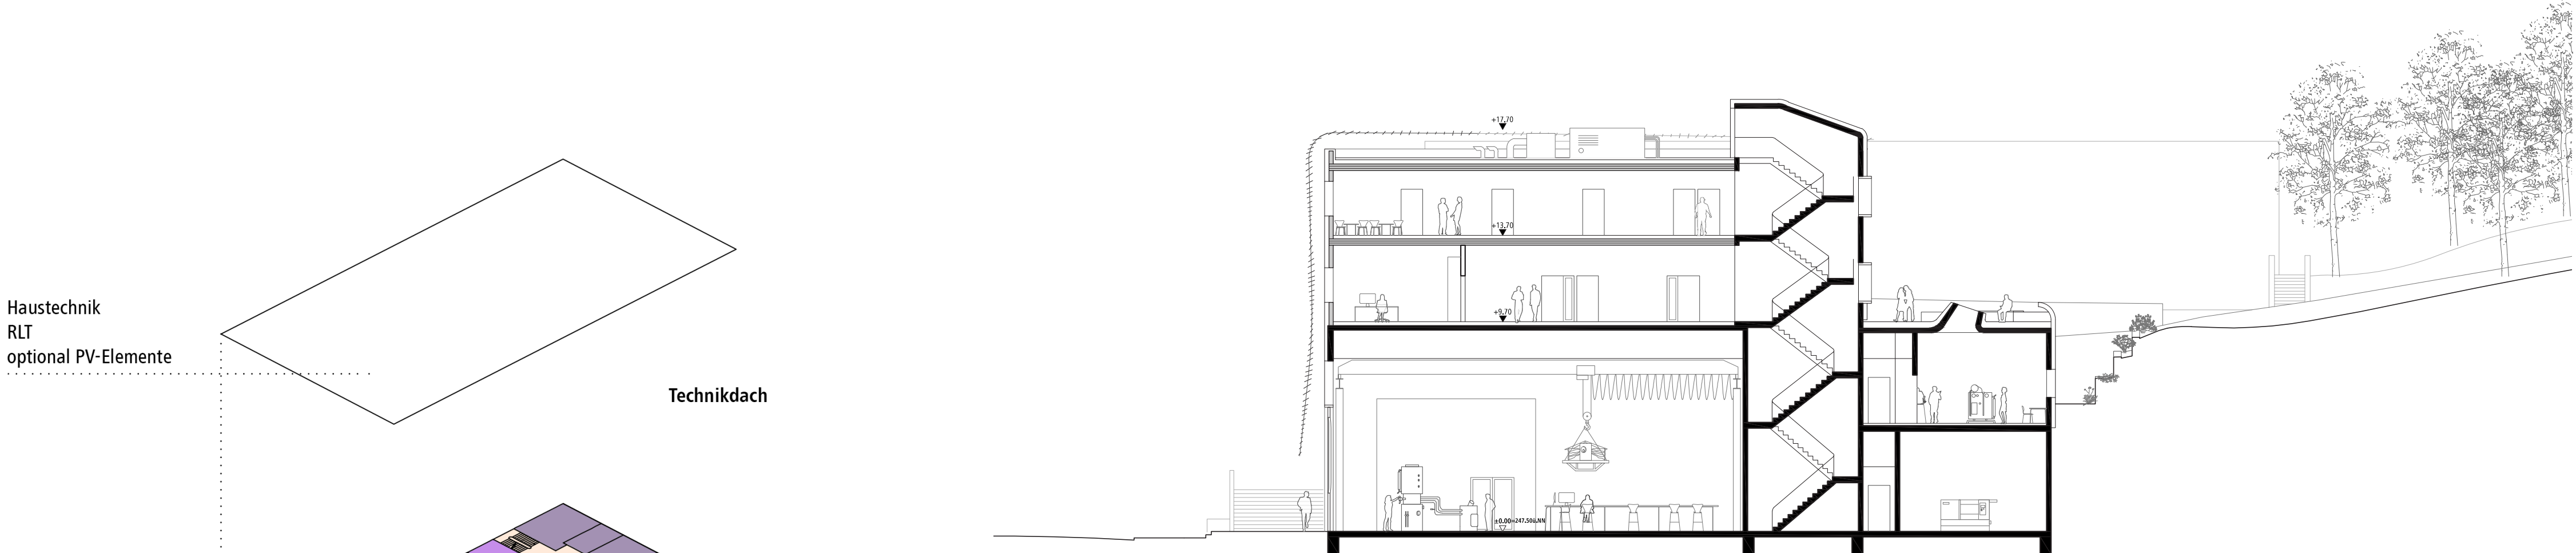 Haustechnik
RLT
optional PV-Elemente
Technikdach
+17,70
+13,70
+9,70
±0.00=247.50ü.NN